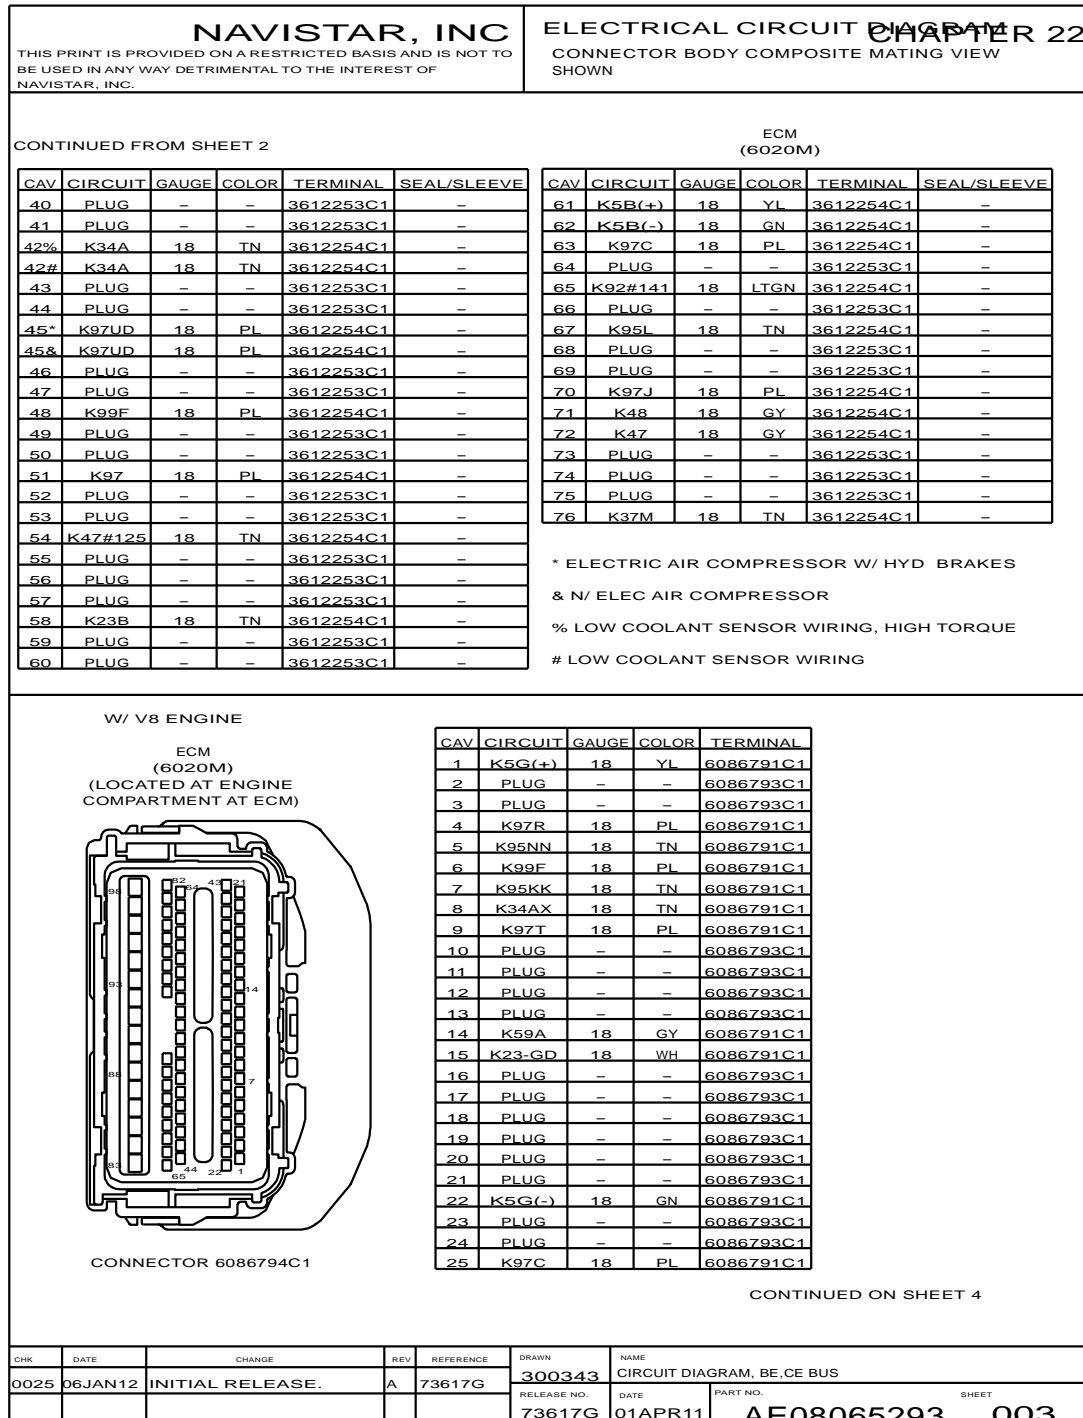 NAVISTAR, INC
THIS PRINT IS PROVIDED ON A RESTRICTED BASIS AND IS NOT TO
BE USED IN ANY WAY DETRIMENTAL TO THE INTEREST OF
NAVISTAR, INC.
ELECTRICAL CIRCUIT DIAGRAM
CHAPTER 22
CONNECTOR BODY COMPOSITE MATING VIEW
SHOWN
CONTINUED FROM SHEET 2
CAV CIRCUIT GAUGE COLOR TERMINAL SEAL/SLEEVE
40 PLUG – – 3612253C1 –
41 PLUG – – 3612253C1 –
42% K34A 18 TN 3612254C1 –
42# K34A 18 TN 3612254C1 –
43 PLUG – – 3612253C1 –
44 PLUG – – 3612253C1 –
45* K97UD 18 PL 3612254C1 –
45& K97UD 18 PL 3612254C1 –
46 PLUG – – 3612253C1 –
47 PLUG – – 3612253C1 –
48 K99F 18 PL 3612254C1 –
49 PLUG – – 3612253C1 –
50 PLUG – – 3612253C1 –
51 K97 18 PL 3612254C1 –
52 PLUG – – 3612253C1 –
53 PLUG – – 3612253C1 –
54 K47#125 18 TN 3612254C1 –
55 PLUG – – 3612253C1 –
56 PLUG – – 3612253C1 –
57 PLUG – – 3612253C1 –
58 K23B 18 TN 3612254C1 –
59 PLUG – – 3612253C1 –
60 PLUG – – 3612253C1 –
ECM
(6020M)
CAV CIRCUIT GAUGE COLOR TERMINAL SEAL/SLEEVE
61 K5B(+) 18 YL 3612254C1 –
62 K5B(-) 18 GN 3612254C1 –
63 K97C 18 PL 3612254C1 –
64 PLUG – – 3612253C1 –
65 K92#141 18 LTGN 3612254C1 –
66 PLUG – – 3612253C1 –
67 K95L 18 TN 3612254C1 –
68 PLUG – – 3612253C1 –
69 PLUG – – 3612253C1 –
70 K97J 18 PL 3612254C1 –
71 K48 18 GY 3612254C1 –
72 K47 18 GY 3612254C1 –
73 PLUG – – 3612253C1 –
74 PLUG – – 3612253C1 –
75 PLUG – – 3612253C1 –
76 K37M 18 TN 3612254C1 –
* ELECTRIC AIR COMPRESSOR W/ HYD BRAKES
& N/ ELEC AIR COMPRESSOR
% LOW COOLANT SENSOR WIRING, HIGH TORQUE
# LOW COOLANT SENSOR WIRING
W/ V8 ENGINE
ECM
(6020M)
(LOCATED AT ENGINE
COMPARTMENT AT ECM)
98 82 64 43 21
93 14
88 7
83 65 44 22 1
CONNECTOR 6086794C1
CAV CIRCUIT GAUGE COLOR TERMINAL
1 K5G(+) 18 YL 6086791C1
2 PLUG – – 6086793C1
3 PLUG – – 6086793C1
4 K97R 18 PL 6086791C1
5 K95NN 18 TN 6086791C1
6 K99F 18 PL 6086791C1
7 K95KK 18 TN 6086791C1
8 K34AX 18 TN 6086791C1
9 K97T 18 PL 6086791C1
10 PLUG – – 6086793C1
11 PLUG – – 6086793C1
12 PLUG – – 6086793C1
13 PLUG – – 6086793C1
14 K59A 18 GY 6086791C1
15 K23-GD 18 WH 6086791C1
16 PLUG – – 6086793C1
17 PLUG – – 6086793C1
18 PLUG – – 6086793C1
19 PLUG – – 6086793C1
20 PLUG – – 6086793C1
21 PLUG – – 6086793C1
22 K5G(-) 18 GN 6086791C1
23 PLUG – – 6086793C1
24 PLUG – – 6086793C1
25 K97C 18 PL 6086791C1
CONTINUED ON SHEET 4
CHK DATE CHANGE REV REFERENCE
0025 06JAN12 INITIAL RELEASE. A 73617G
DRAWN
300343
NAME
CIRCUIT DIAGRAM, BE,CE BUS
RELEASE NO.
73617G
DATE
01APR11
PART NO.
AE08065293
SHEET
003